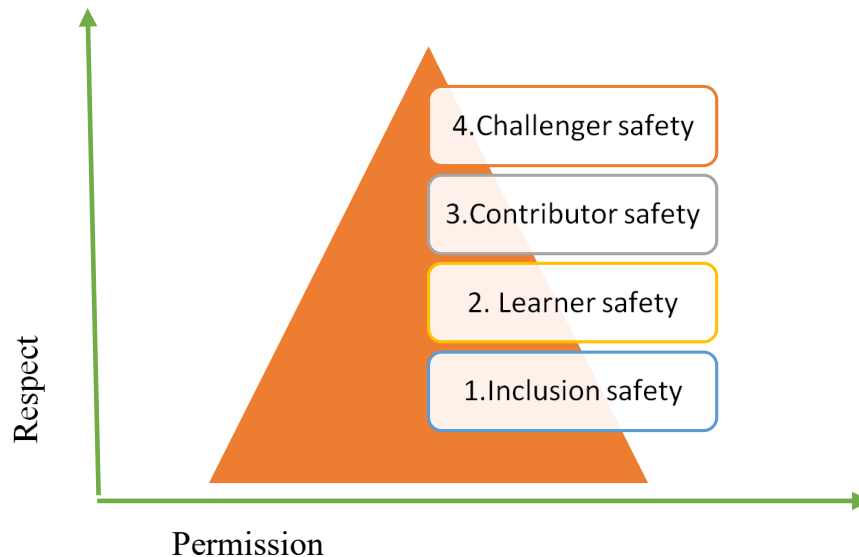 4.Challenger safety
3.Contributor safety
2. Learner safety
1.Inclusion safety
Respect
Permission